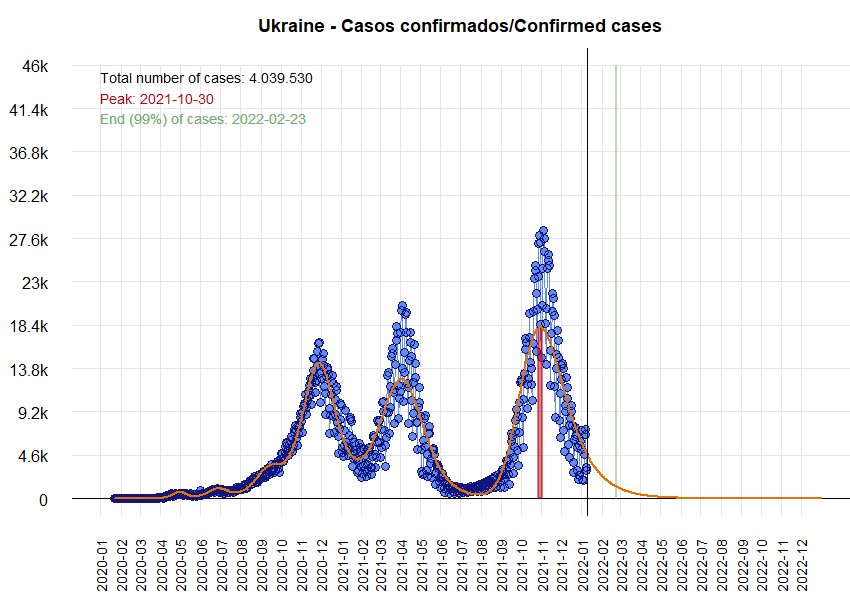 Ukraine - Casos confirmados/Confirmed cases
46k
Total number of cases: 4.039.530
Peak: 2021-10-30
41.4k
End (99%) of cases: 2022-02-23
36.8k
32.2k
27.6k
23k
18.4k
13.8k
9.2k
4.6k
0
2020-01
2020-02
2020-03
2020-04
2020-05
2020-06
2020-07
2020-08
2020-09
2020-10
2020-11
2020-12
2021-01
2021-02
2021-03
2021-04
2021-05
2021-06
2021-07
2021-08
2021-09
2021-10
2021-11
2021-12
2022-01
2022-02
2022-03
2022-04
2022-05
2022-06
2022-07
2022-08
2022-09
2022-10
2022-11
2022-12